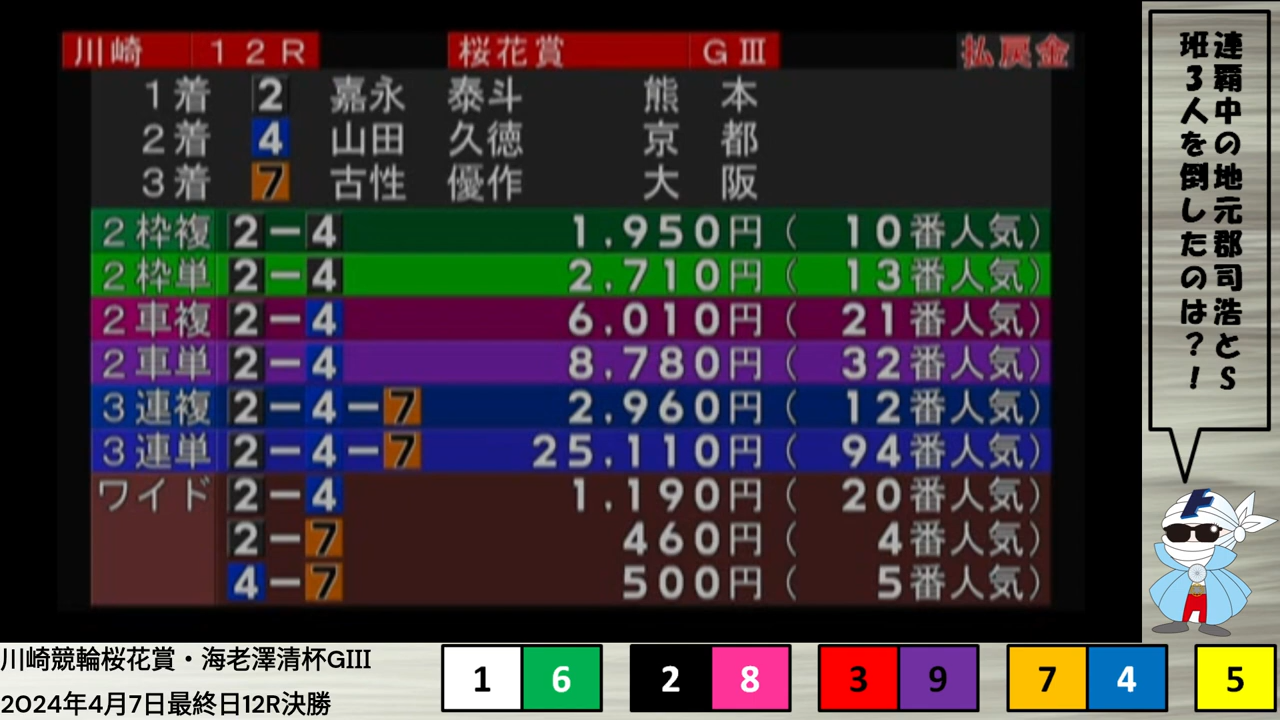 川崎 12R 桜花賞 GⅢ 払戻金
1着 2 嘉永 泰斗 熊本
2着 4 山田 久徳 京都
3着 7 古性 優作 大阪
2枠複 2-4 1,950円 ( 10番人気)
2枠単 2-4 2,710円 ( 13番人気)
2車複 2-4 6,010円 ( 21番人気)
2車単 2-4 8,780円 ( 32番人気)
3連複 2-4-7 2,960円 ( 12番人気)
3連単 2-4-7 25,110円 ( 94番人気)
ワイド 2-4 1,190円 ( 20番人気)
2-7 460円 ( 4番人気)
4-7 500円 ( 5番人気)
連覇中の地元郡司浩とS
班3人を倒したのは?!
F
川崎競輪桜花賞・海老澤清杯GIII
2024年4月7日最終日12R決勝
1 6 2 8 3 9 7 4 5